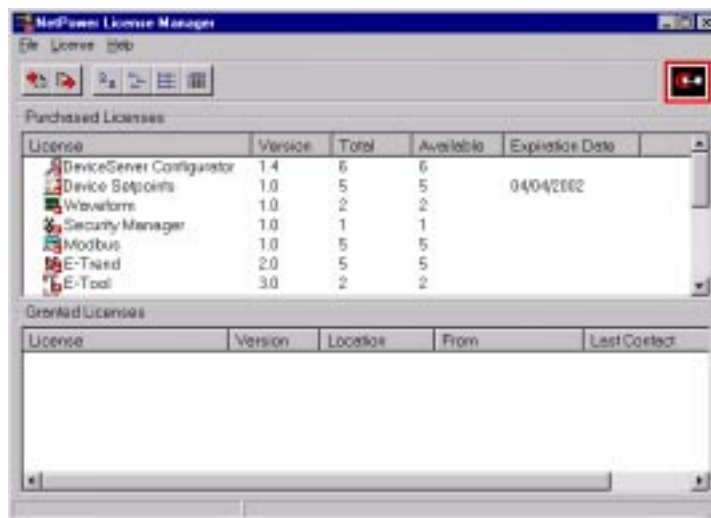 NetPower License Manager
File License Help
Purchased Licenses
License Version Total Available Expiration Date
DeviceServer Configurator 1.4 6 6
Device Setpoints 1.0 5 5 04/04/2002
Waveform 1.0 2 2
Security Manager 1.0 1 1
Modbus 1.0 5 5
E-Trend 2.0 5 5
E-Tool 3.0 2 2
Granted Licenses
License Version Location From Last Contact